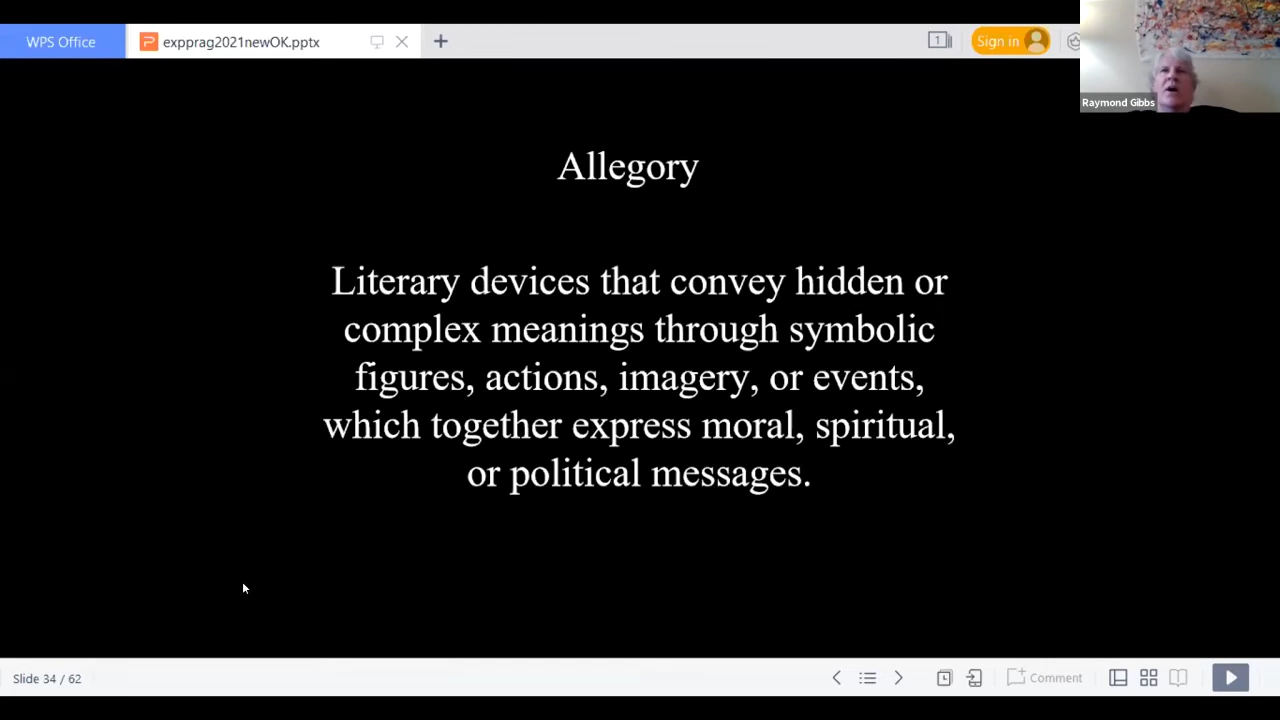 WPS Office
expprag2021newOK.pptx
1
Sign in
Raymond Gibbs
Allegory
Literary devices that convey hidden or
complex meanings through symbolic
figures, actions, imagery, or events,
which together express moral, spiritual,
or political messages.
Slide 34 / 62
Comment